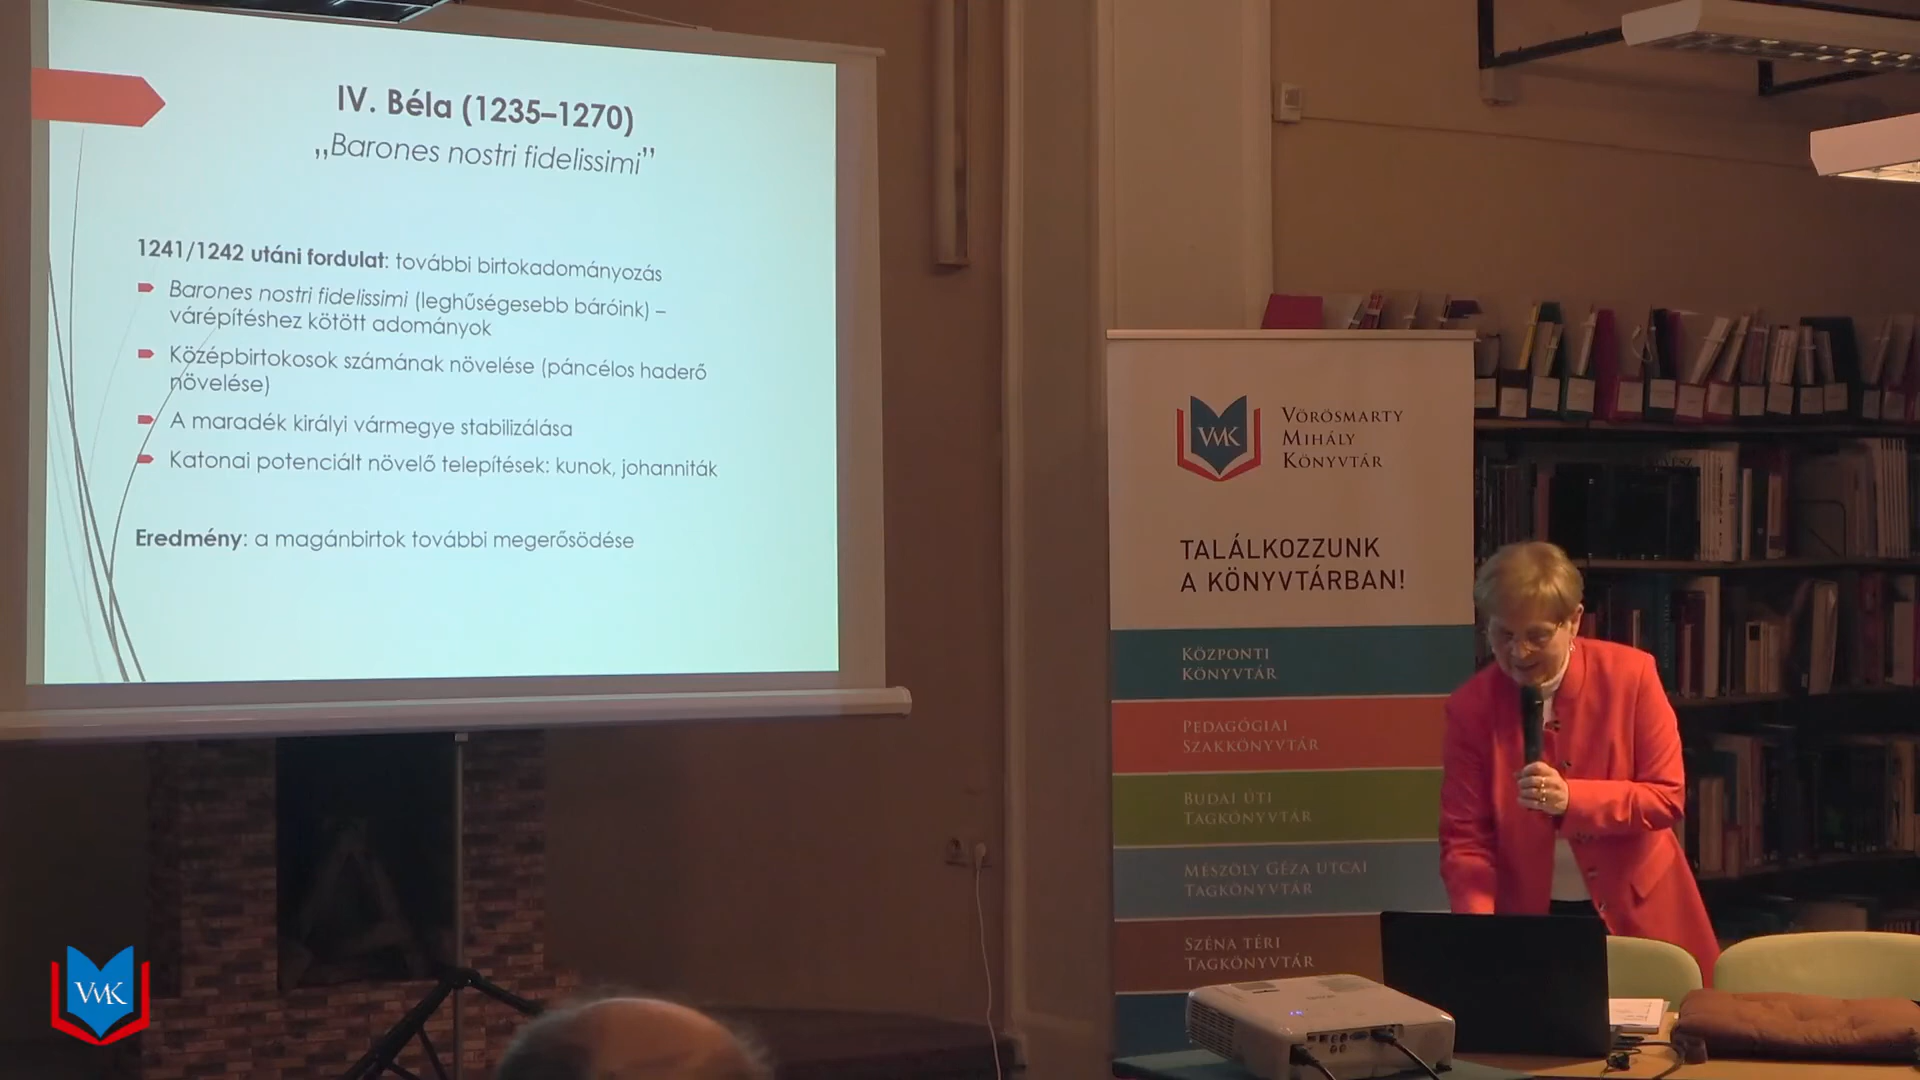 IV. Béla (1235–1270)
„Barones nostri fidelissimi”
1241/1242 utáni fordulat: további birtokadományozás
Barones nostri fidelissimi (leghűségesebb báróink) –
várépítéshez kötött adományok
Középbirtokosok számának növelése (páncélos haderő
növelése)
A maradék királyi vármegye stabilizálása
Katonai potenciált növelő telepítések: kunok, johanniták
Eredmény: a magánbirtok további megerősödése
VMK
Vörösmarty
Mihály
Könyvtár
TALÁLKOZZUNK
A KÖNYVTÁRBAN!
Központi
Könyvtár
Pedagógiai
Szakkönyvtár
Budai úti
Tagkönyvtár
Mészöly Géza utcai
Tagkönyvtár
Széna téri
Tagkönyvtár
VMK